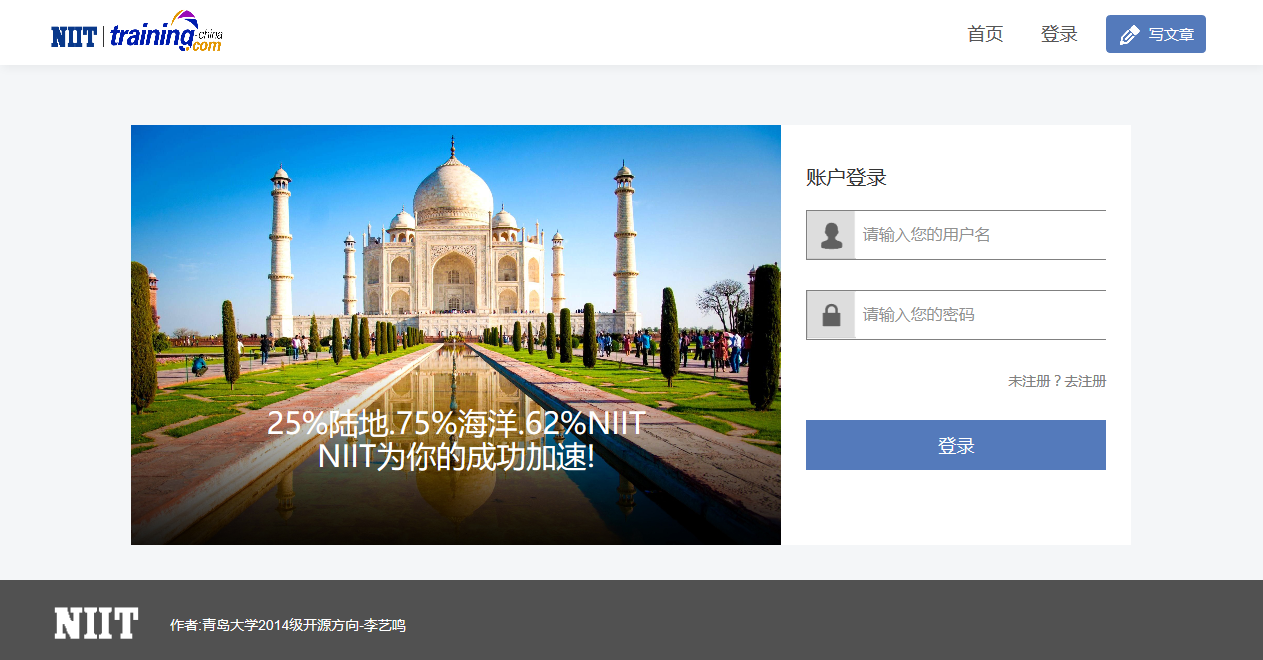 NIIT training-china.com
首页
登录
写文章
账户登录
请输入您的用户名
请输入您的密码
未注册？去注册
登录
25%陆地.75%海洋.62%NIIT
NIIT为你的成功加速!
NIIT
作者:青岛大学2014级开源方向-李艺鸣